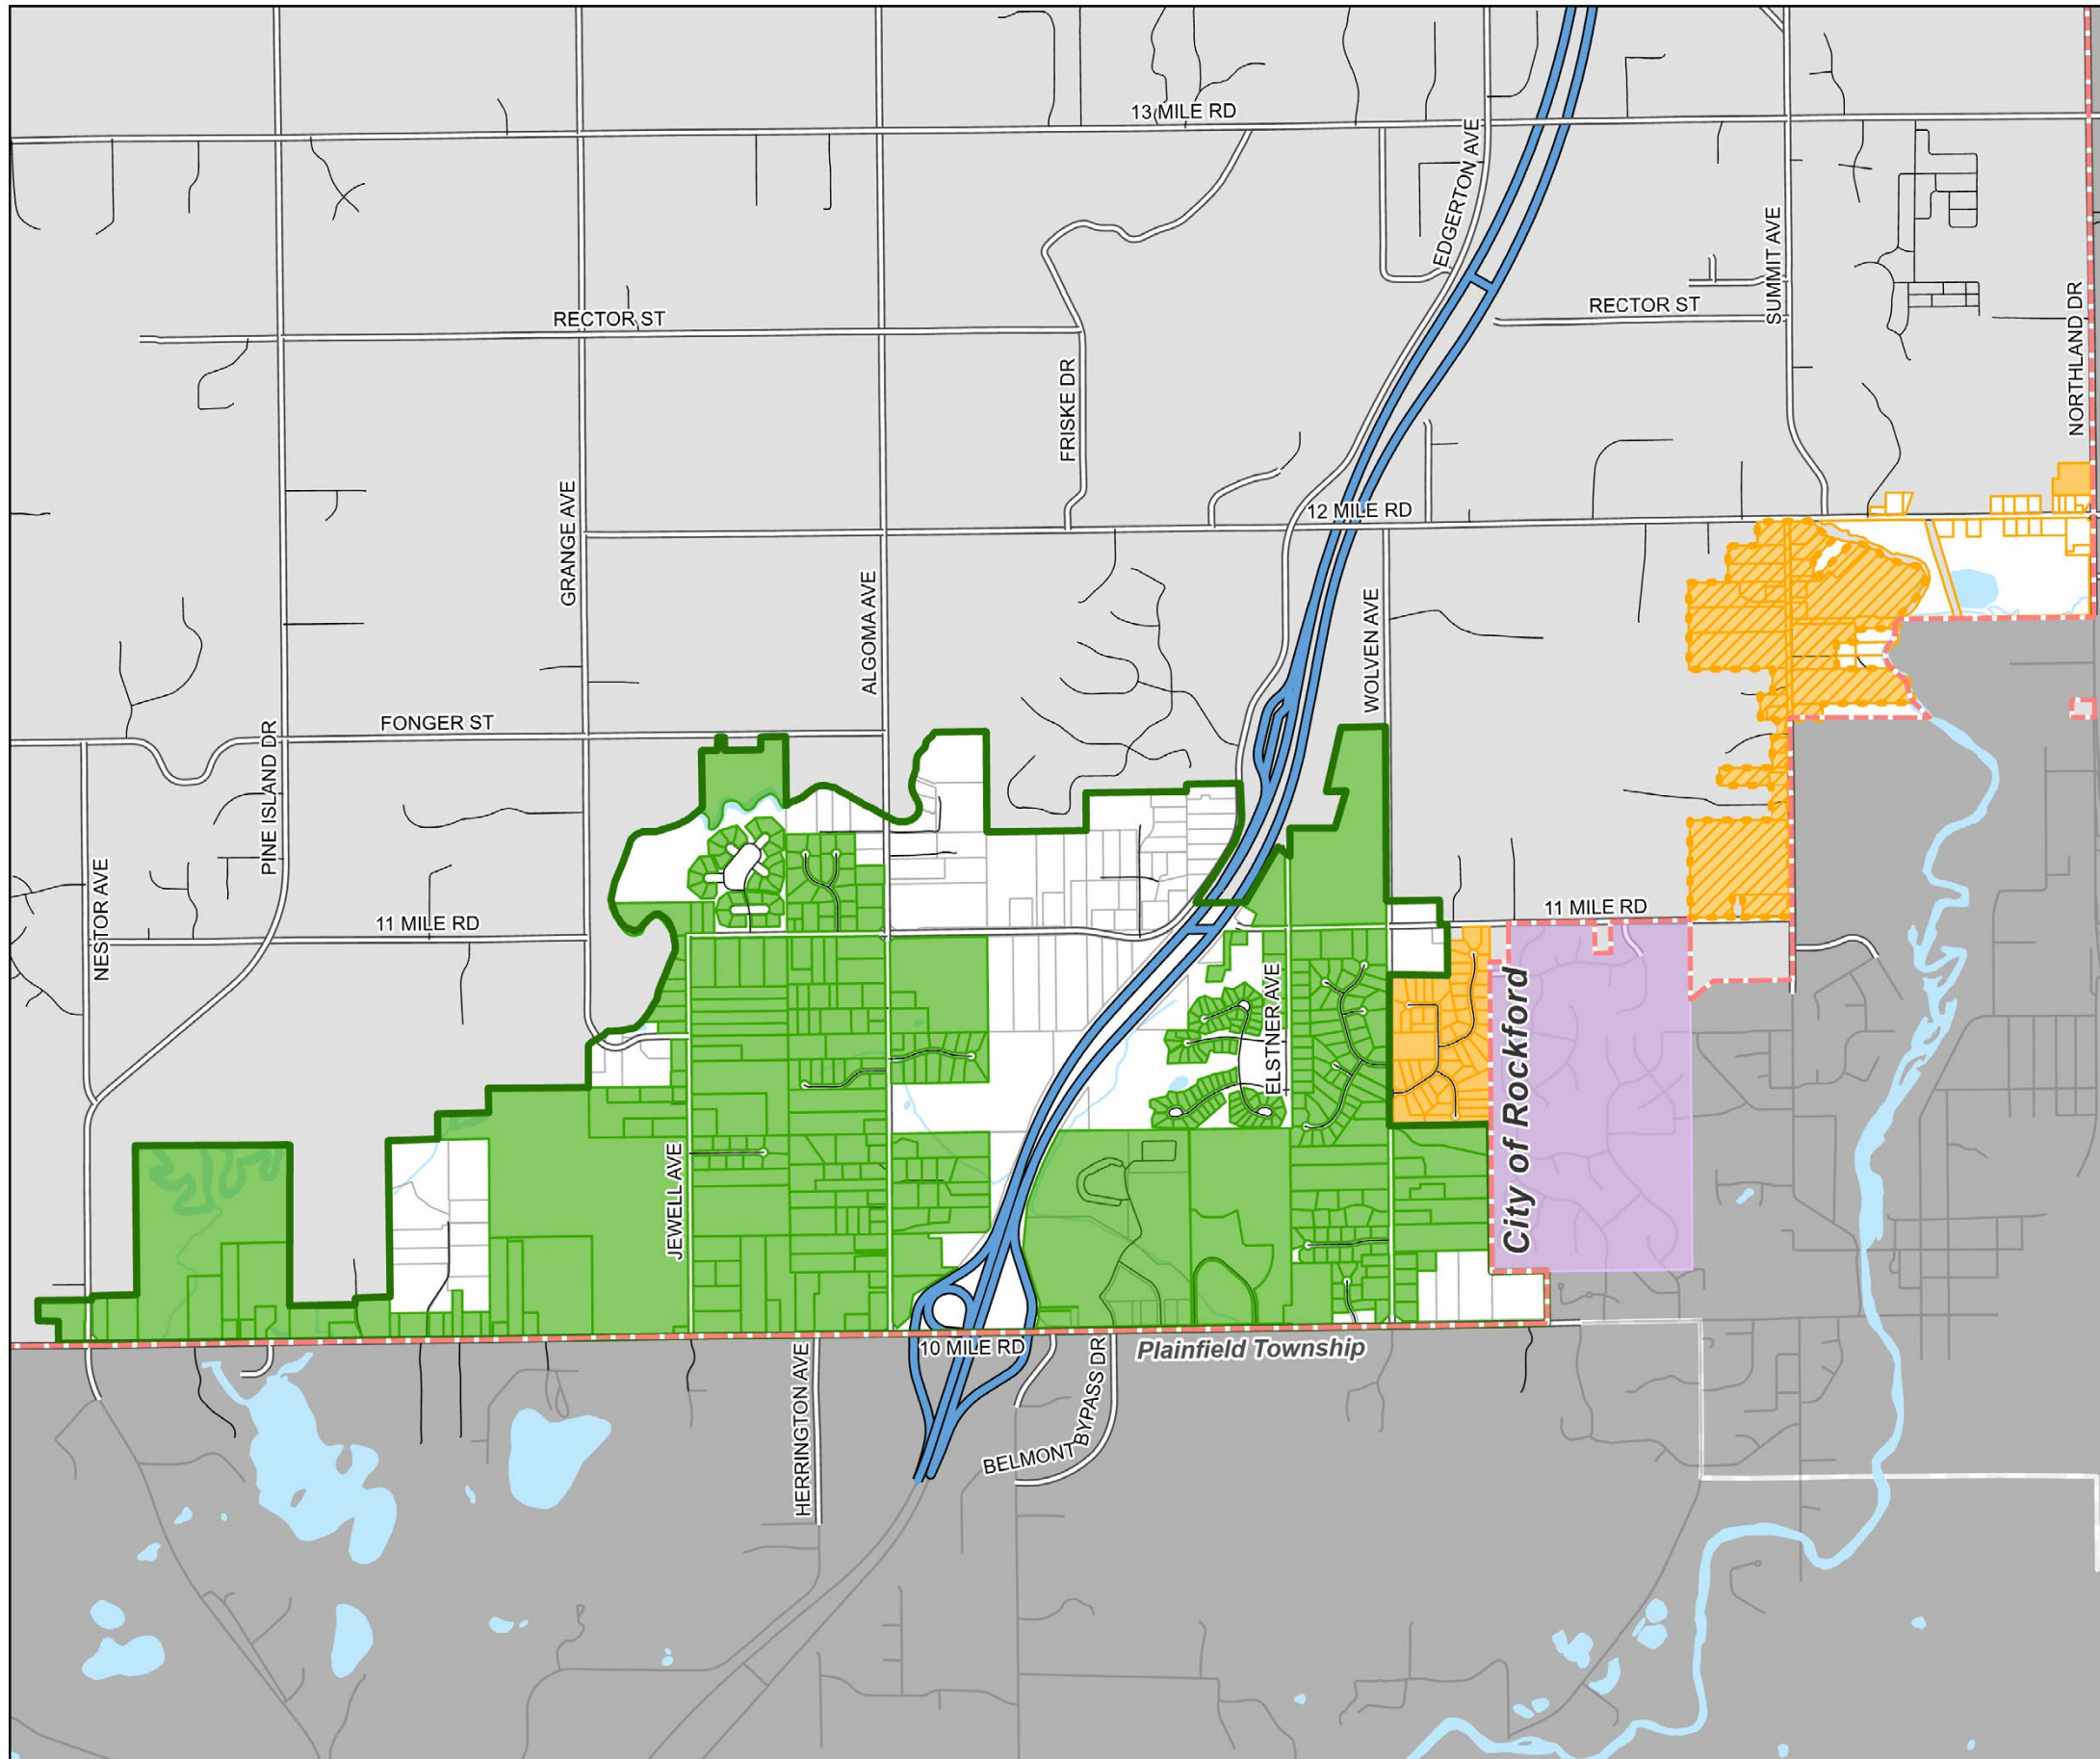 13 MILE RD
EDGERTON AVE
SUMMIT AVE
NORTHLAND DR
RECTOR ST
RECTOR ST
FRISKE DR
GRANGE AVE
12 MILE RD
ALGOMA AVE
WOLVEN AVE
FONGER ST
PINE ISLAND DR
NESTOR AVE
11 MILE RD
11 MILE RD
ELSTNER AVE
City of Rockford
JEWELL AVE
10 MILE RD
Plainfield Township
HERRINGTON AVE
BELMONT
BYPASS DR